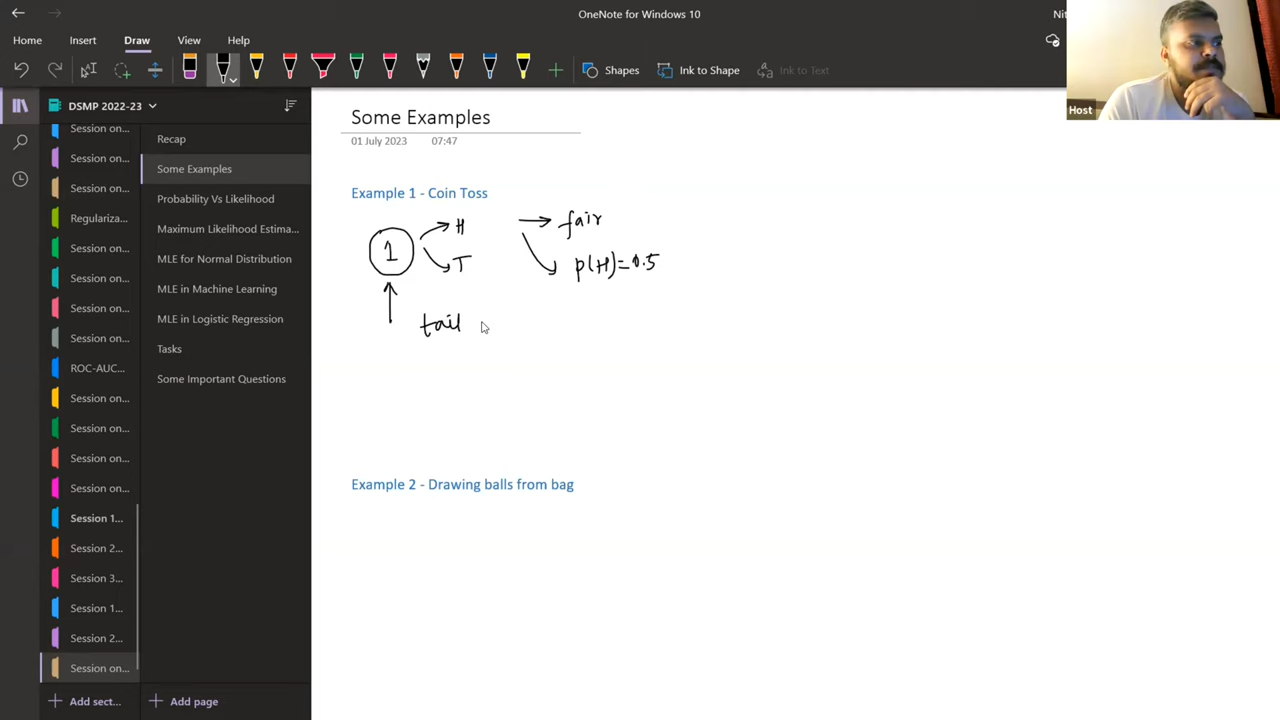 OneNote for Windows 10
Nit
Home Insert Draw View Help
Shapes Ink to Shape Ink to Text
Host
DSMP 2022-23
Session on...
Session on...
Session on...
Regulariza...
Session on...
Session on...
Session on...
Session on...
ROC-AUC...
Session on...
Session on...
Session on...
Session on...
Session 1...
Session 2...
Session 3...
Session 1...
Session 2...
Session on...
Add sect...
Recap
Some Examples
Probability Vs Likelihood
Maximum Likelihood Estima...
MLE for Normal Distribution
MLE in Machine Learning
MLE in Logistic Regression
Tasks
Some Important Questions
Add page
Some Examples
01 July 2023 07:47
Example 1 - Coin Toss
1 H fair
T p(H)=0.5
tail
Example 2 - Drawing balls from bag